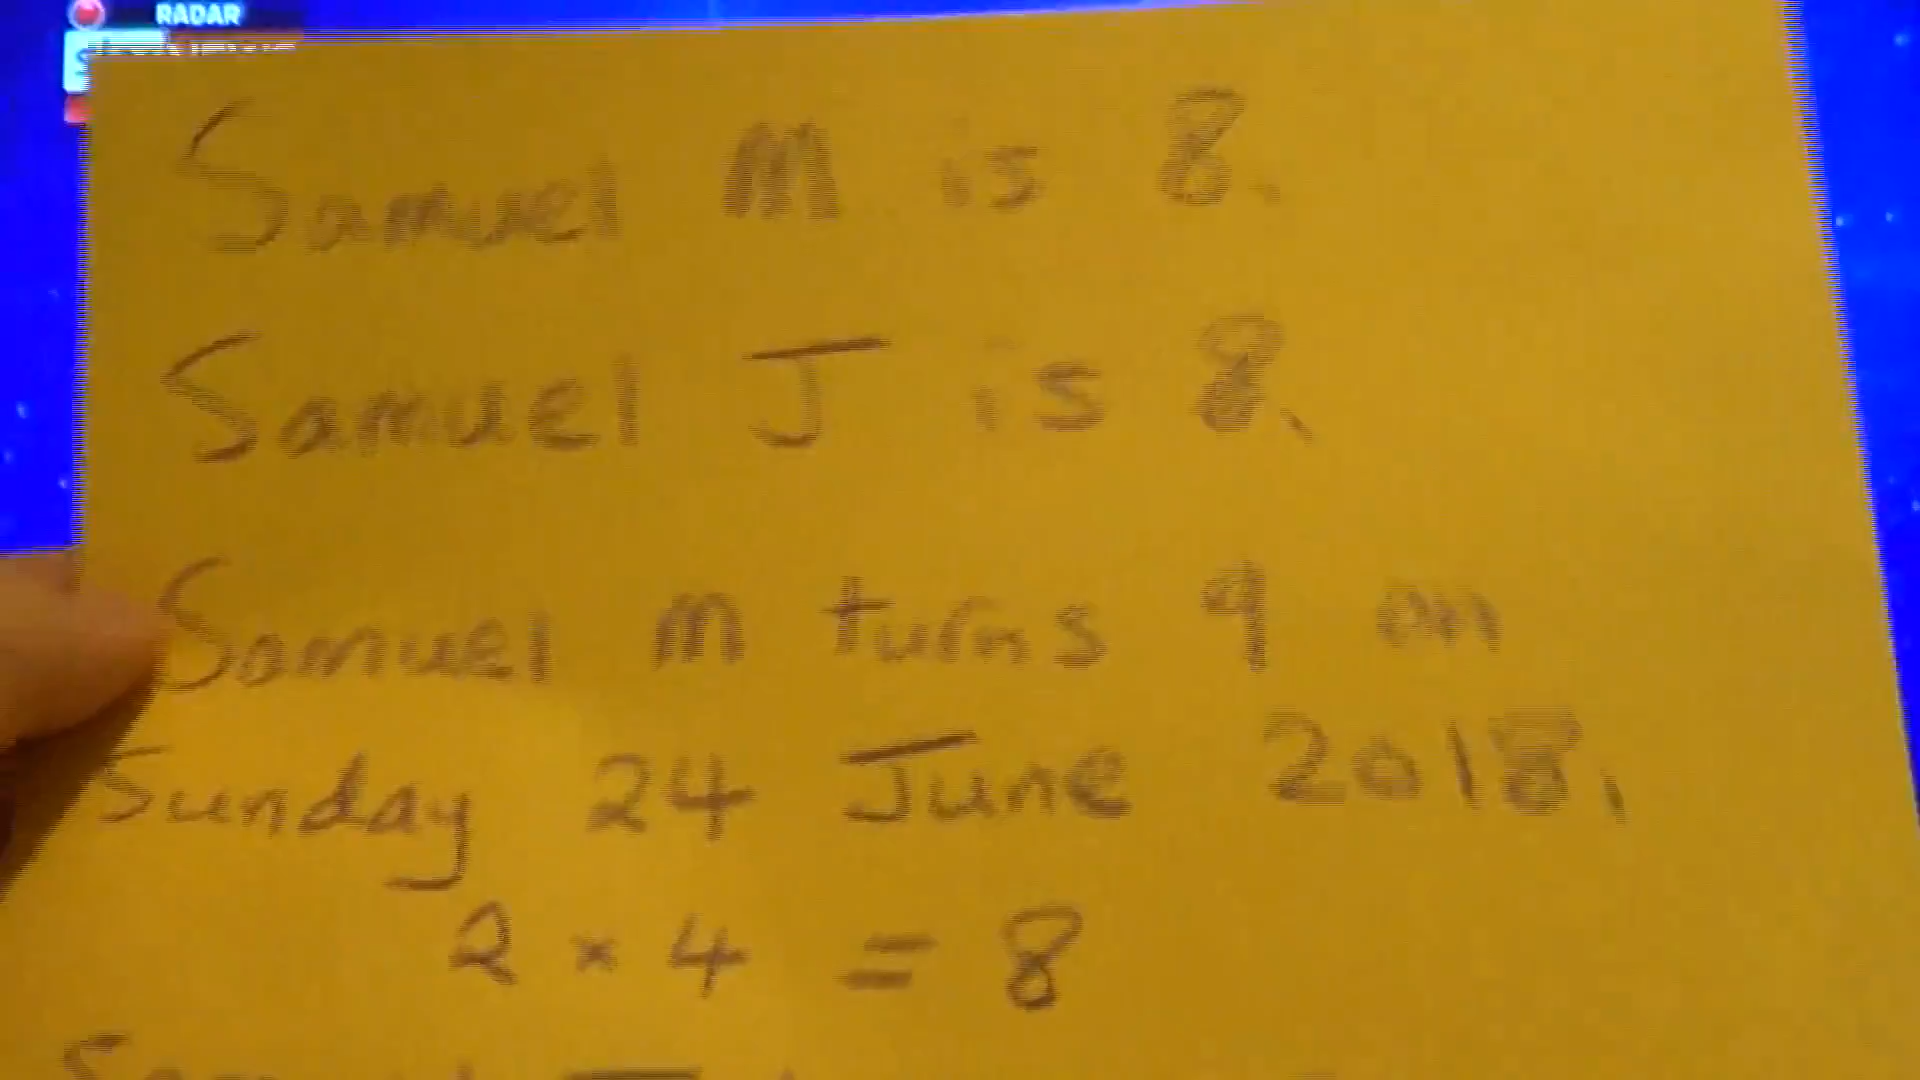 RADAR
Samuel M is 8.
Samuel J is 8.
Samuel M turns 9 on
Sunday 24 June 2018.
2 × 4 = 8